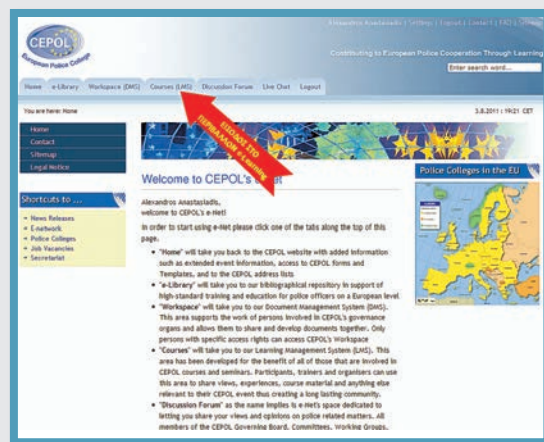 Alexandros Anastasiadis | Settings | Logout | Contact | FAQ | Sitemap
CEPOL
European Police College
Contributing to European Police Cooperation Through Learning
Enter search word...
Home e-Library Workspace (DMS) Courses (LMS) Discussion Forum Live Chat Logout
You are here: Home
3.8.2011 : 19:21 CET
ΕΙΣΟΔΟΣ ΣΤΟ
ΠΕΡΙΒΑΛΛΟΝ e-Learning
Home
Contact
Sitemap
Legal Notice
Shortcuts to ...
News Releases
E-network
Police Colleges
Job Vacancies
Secretariat
Welcome to CEPOL's
Alexandros Anastasiadis,
welcome to CEPOL's e-Net!
In order to start using e-Net please click one of the tabs along the top of this
page.
"Home" will take you back to the CEPOL website with added information
such as extended event information, access to CEPOL forms and
Templates, and to the CEPOL address lists
"e-Library" will take you to our bibliographical repository in support of
high-standard training and education for police officers on a European level
"Workspace" will take you to our Document Management System (DMS).
This area supports the work of persons involved in CEPOL's governance
organs and allows them to share and develop documents together. Only
persons with specific access rights can access CEPOL's Workspace
"Courses" will take you to our Learning Management System (LMS). This
area has been developed for the benefit of all of those that are involved in
CEPOL courses and seminars. Participants, trainers and organisers can use
this area to share views, experiences, course material and anything else
relevant to their CEPOL event thus creating a long lasting community.
"Discussion Forum" as the name implies is e-Net's space dedicated to
letting you share your views and opinions on police related matters. All
members of the CEPOL Governing Board, Committees, Working Groups,
Police Colleges in the EU